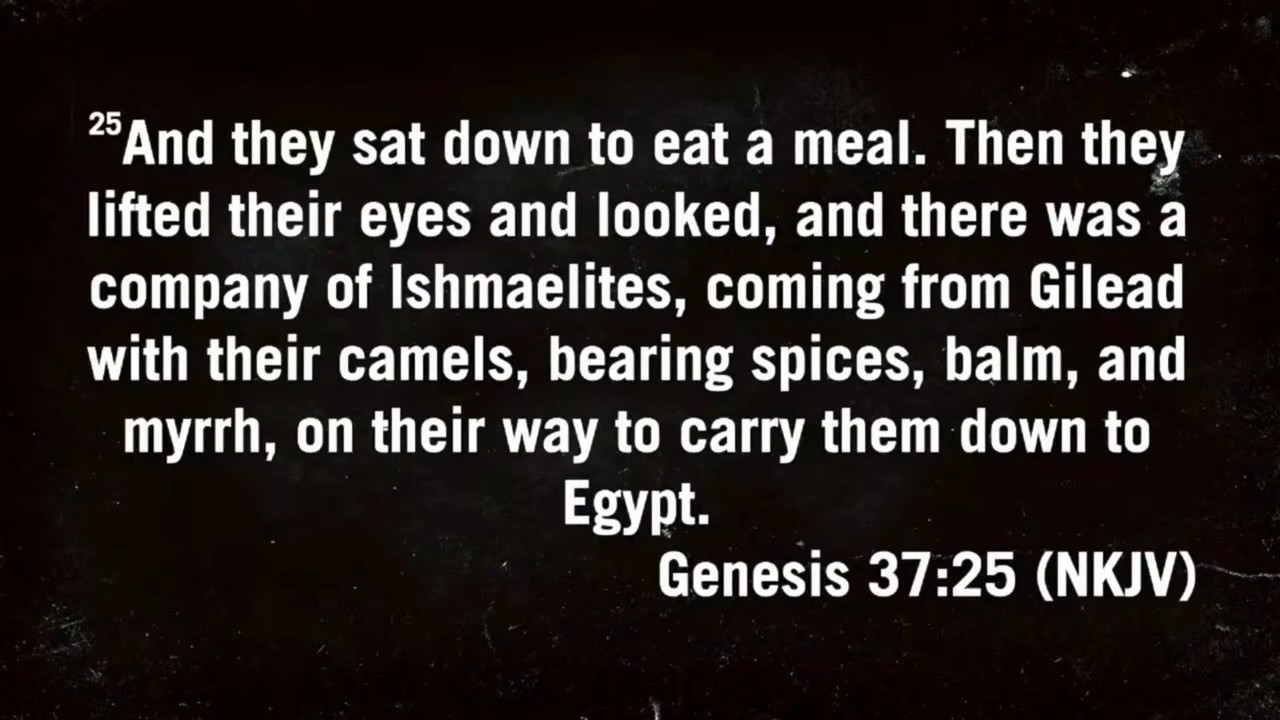 ²⁵And they sat down to eat a meal. Then they
lifted their eyes and looked, and there was a
company of Ishmaelites, coming from Gilead
with their camels, bearing spices, balm, and
myrrh, on their way to carry them down to
Egypt.
Genesis 37:25 (NKJV)